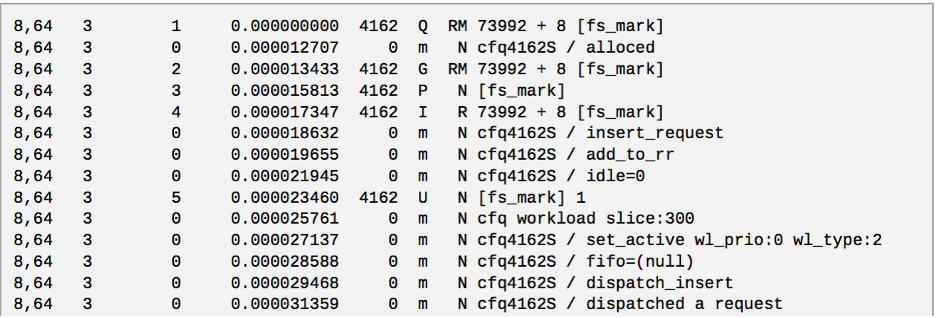 8,64 3 1 0.000000000 4162 Q RM 73992 + 8 [fs_mark]
8,64 3 0 0.000012707 0 m N cfq4162S / alloced
8,64 3 2 0.000013433 4162 G RM 73992 + 8 [fs_mark]
8,64 3 3 0.000015813 4162 P N [fs_mark]
8,64 3 4 0.000017347 4162 I R 73992 + 8 [fs_mark]
8,64 3 0 0.000018632 0 m N cfq4162S / insert_request
8,64 3 0 0.000019655 0 m N cfq4162S / add_to_rr
8,64 3 0 0.000021945 0 m N cfq4162S / idle=0
8,64 3 5 0.000023460 4162 U N [fs_mark] 1
8,64 3 0 0.000025761 0 m N cfq workload slice:300
8,64 3 0 0.000027137 0 m N cfq4162S / set_active wl_prio:0 wl_type:2
8,64 3 0 0.000028588 0 m N cfq4162S / fifo=(null)
8,64 3 0 0.000029468 0 m N cfq4162S / dispatch_insert
8,64 3 0 0.000031359 0 m N cfq4162S / dispatched a request